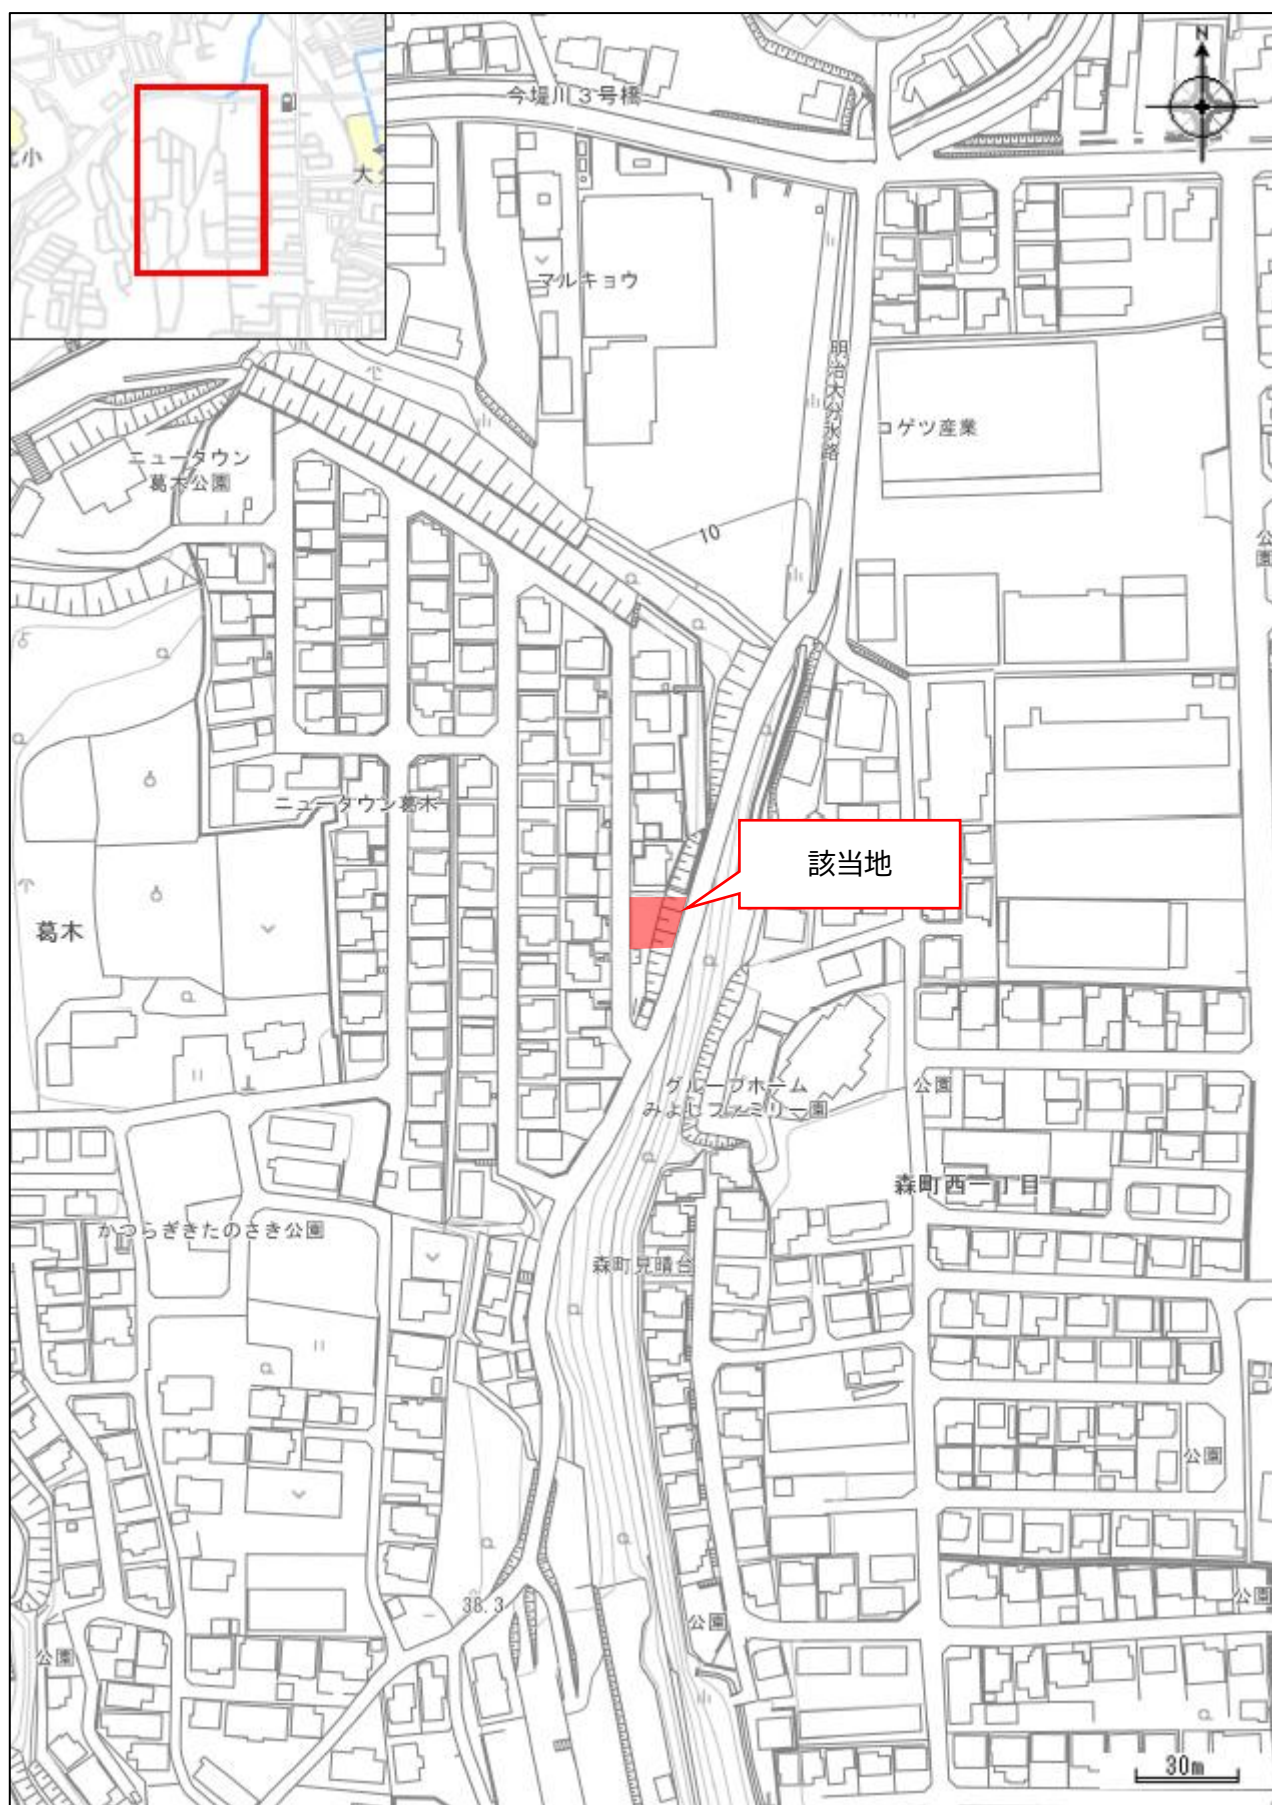 N
今堤川3号橋
北小
大
マルキョウ
明治大分水路
コゲツ産業
ニュータウン
葛木公園
10
公
園
ニュータウン葛木
該当地
葛木
グループホーム
みよしファミリー園
公園
森町西一丁目
かつらぎきたのさき公園
森町見晴台
公園
38.3
公園
公園
公園
30m